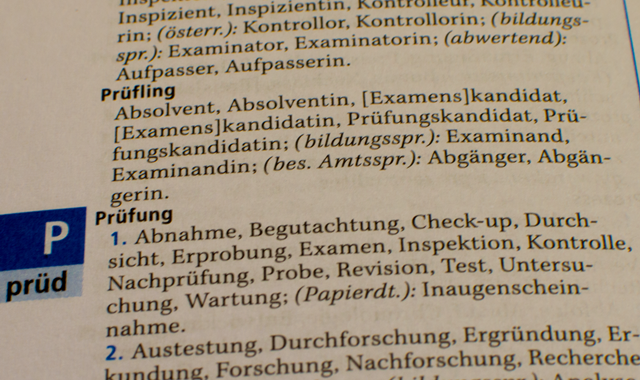 Inspizient, Inspizientin, Kontrolleur, Kontrolleu-
rin; (österr.): Kontrollor, Kontrollorin; (bildungs-
spr.): Examinator, Examinatorin; (abwertend):
Aufpasser, Aufpasserin.
Prüfling
Absolvent, Absolventin, [Examens]kandidat,
[Examens]kandidatin, Prüfungskandidat, Prü-
fungskandidatin; (bildungsspr.): Examinand,
Examinandin; (bes. Amtsspr.): Abgänger, Abgän-
gerin.
Prüfung
1. Abnahme, Begutachtung, Check-up, Durch-
sicht, Erprobung, Examen, Inspektion, Kontrolle,
Nachprüfung, Probe, Revision, Test, Untersu-
chung, Wartung; (Papierdt.): Inaugenschein-
nahme.
2. Austestung, Durchforschung, Ergründung, Er-
kundung, Forschung, Nachforschung, Recherche
P
prüd